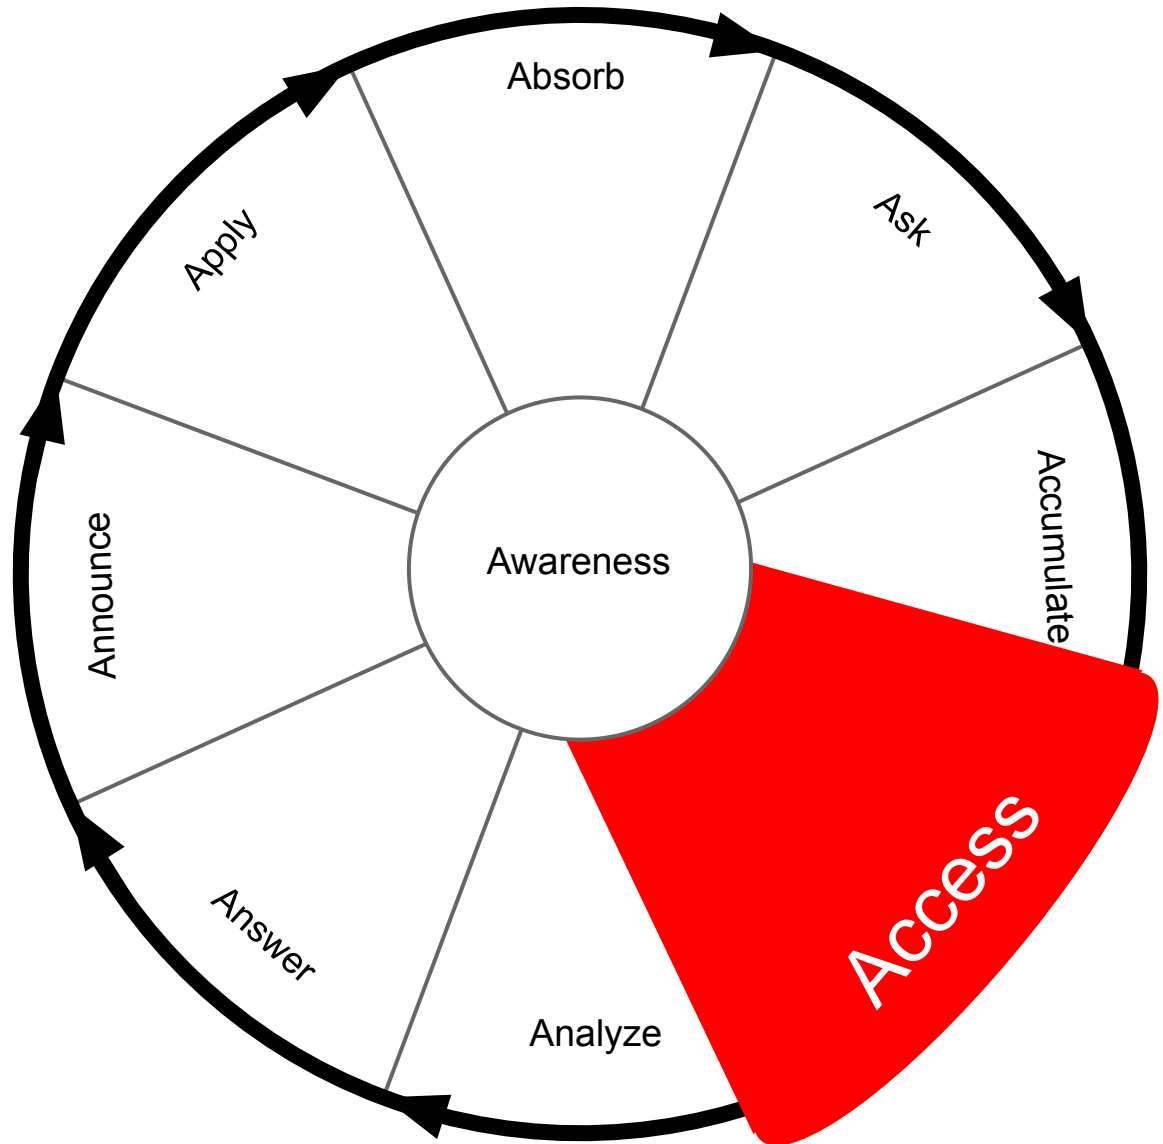 Absorb
Ask
Accumulate
Access
Analyze
Answer
Announce
Apply
Awareness